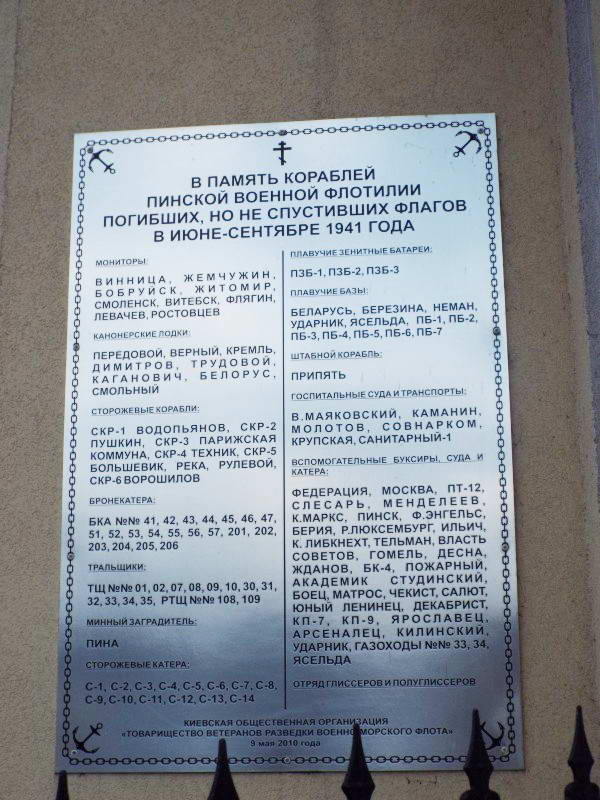 В ПАМЯТЬ КОРАБЛЕЙ
ПИНСКОЙ ВОЕННОЙ ФЛОТИЛИИ
ПОГИБШИХ, НО НЕ СПУСТИВШИХ ФЛАГОВ
В ИЮНЕ-СЕНТЯБРЕ 1941 ГОДА
МОНИТОРЫ:
ВИННИЦА, ЖЕМЧУЖИН,
БОБРУЙСК, ЖИТОМИР,
СМОЛЕНСК, ВИТЕБСК, ФЛЯГИН,
ЛЕВАЧЕВ, РОСТОВЦЕВ
КАНОНЕРСКИЕ ЛОДКИ:
ПЕРЕДОВОЙ, ВЕРНЫЙ, КРЕМЛЬ,
ДИМИТРОВ, ТРУДОВОЙ,
КАГАНОВИЧ, БЕЛОРУС,
СМОЛЬНЫЙ
СТОРОЖЕВЫЕ КОРАБЛИ:
СКР-1 ВОДОПЬЯНОВ, СКР-2
ПУШКИН, СКР-3 ПАРИЖСКАЯ
КОММУНА, СКР-4 ТЕХНИК, СКР-5
БОЛЬШЕВИК, РЕКА, РУЛЕВОЙ,
СКР-6 ВОРОШИЛОВ
БРОНЕКАТЕРА:
БКА №№ 41, 42, 43, 44, 45, 46, 47,
51, 52, 53, 54, 55, 56, 57, 201, 202,
203, 204, 205, 206
ТРАЛЬЩИКИ:
ТЩ №№ 01, 02, 07, 08, 09, 10, 30, 31,
32, 33, 34, 35, РТЩ №№ 108, 109
МИННЫЙ ЗАГРАДИТЕЛЬ:
ПИНА
СТОРОЖЕВЫЕ КАТЕРА:
С-1, С-2, С-3, С-4, С-5, С-6, С-7, С-8,
С-9, С-10, С-11, С-12, С-13, С-14
ПЛАВУЧИЕ ЗЕНИТНЫЕ БАТАРЕИ:
ПЗБ-1, ПЗБ-2, ПЗБ-3
ПЛАВУЧИЕ БАЗЫ:
БЕЛАРУСЬ, БЕРЕЗИНА, НЕМАН,
УДАРНИК, ЯСЕЛЬДА, ПБ-1, ПБ-2,
ПБ-3, ПБ-4, ПБ-5, ПБ-6, ПБ-7
ШТАБНОЙ КОРАБЛЬ:
ПРИПЯТЬ
ГОСПИТАЛЬНЫЕ СУДА И ТРАНСПОРТЫ:
В.МАЯКОВСКИЙ, КАМАНИН,
МОЛОТОВ, СОВНАРКОМ,
КРУПСКАЯ, САНИТАРНЫЙ-1
ВСПОМОГАТЕЛЬНЫЕ БУКСИРЫ, СУДА И
КАТЕРА:
ФЕДЕРАЦИЯ, МОСКВА, ПТ-12,
СЛЕСАРЬ, МЕНДЕЛЕЕВ,
К.МАРКС, ПИНСК, Ф.ЭНГЕЛЬС,
БЕРИЯ, Р.ЛЮКСЕМБУРГ, ИЛЬИЧ,
К. ЛИБКНЕХТ, ТЕЛЬМАН, ВЛАСТЬ
СОВЕТОВ, ГОМЕЛЬ, ДЕСНА,
ЖДАНОВ, БК-4, ПОЖАРНЫЙ,
АКАДЕМИК СТУДИНСКИЙ,
БОЕЦ, МАТРОС, ЧЕКИСТ, САЛЮТ,
ЮНЫЙ ЛЕНИНЕЦ, ДЕКАБРИСТ,
КП-7, КП-9, ЯРОСЛАВЕЦ,
АРСЕНАЛЕЦ, КИЛИНСКИЙ,
УДАРНИК, ГАЗОХОДЫ №№ 33, 34,
ЯСЕЛЬДА
ОТРЯД ГЛИССЕРОВ И ПОЛУГЛИССЕРОВ
КИЕВСКАЯ ОБЩЕСТВЕННАЯ ОРГАНИЗАЦИЯ
«ТОВАРИЩЕСТВО ВЕТЕРАНОВ РАЗВЕДКИ ВОЕННО-МОРСКОГО ФЛОТА»
9 мая 2010 года